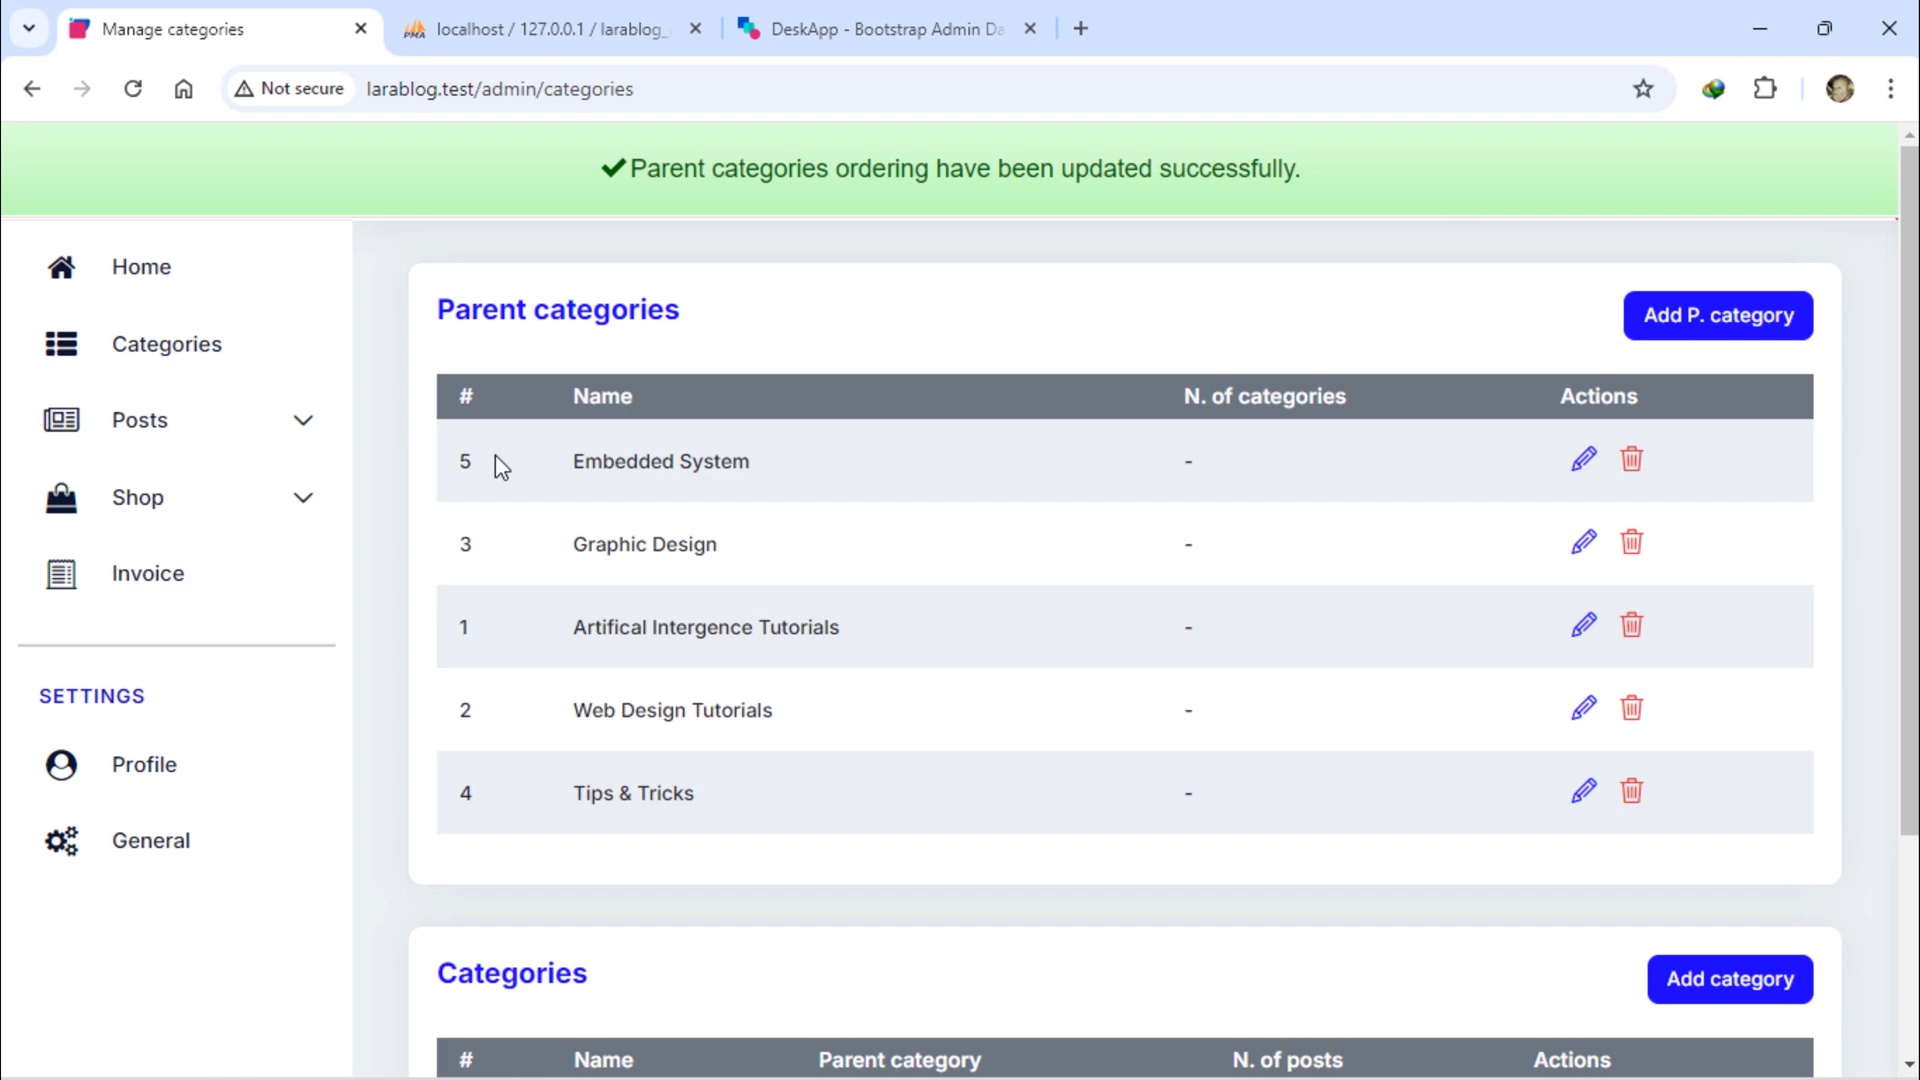 Manage categories
localhost / 127.0.0.1 / larablog_
DeskApp - Bootstrap Admin Da
Not secure
larablog.test/admin/categories
Parent categories ordering have been updated successfully.
Home
Categories
Posts
Shop
Invoice
SETTINGS
Profile
General
Parent categories
Add P. category
# Name N. of categories Actions
5 Embedded System -
3 Graphic Design -
1 Artifical Intergence Tutorials -
2 Web Design Tutorials -
4 Tips & Tricks -
Categories
Add category
# Name Parent category N. of posts Actions